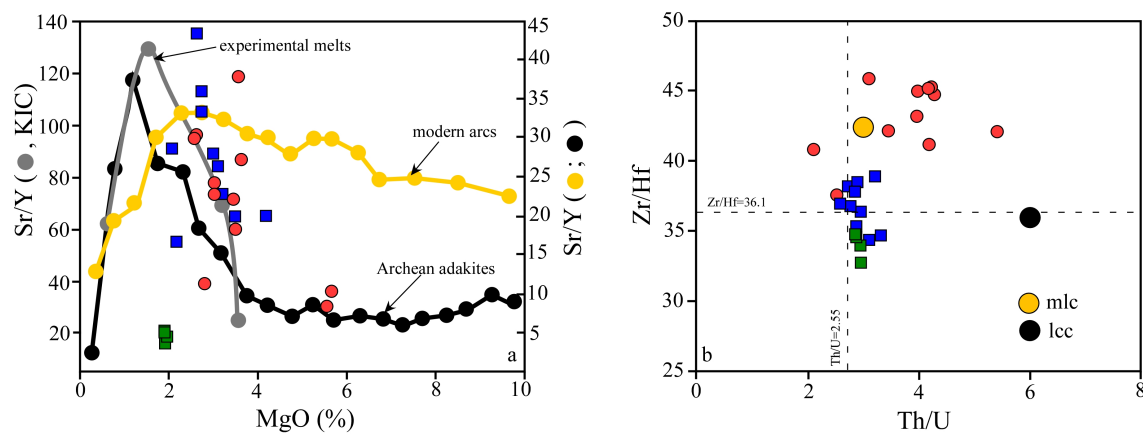 140
120
100
80
60
40
20
Sr/Y ( , KIC)
45
40
35
30
25
20
15
10
5
Sr/Y ( ; )
experimental melts
modern arcs
Archean adakites
a
0
2
4
6
8
10
MgO (%)
50
45
40
35
30
25
Zr/Hf
Zr/Hf=36.1
Th/U=2.55
mlc
lcc
b
0
2
4
6
8
Th/U